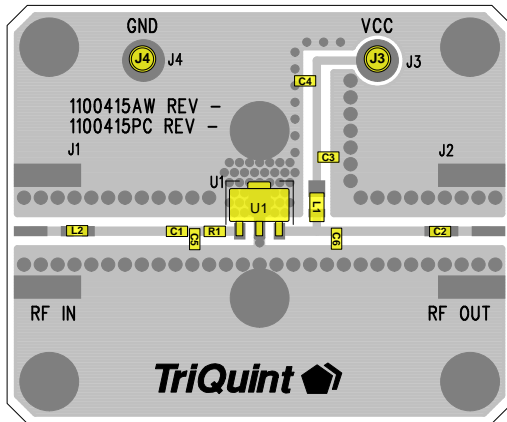 GND
VCC
J4
J4
J3
J3
C4
1100415AW REV -
1100415PC REV -
J1
C3
J2
U1
U1
L1
L2
C1
C5
R1
C6
C2
RF IN
RF OUT
TriQuint